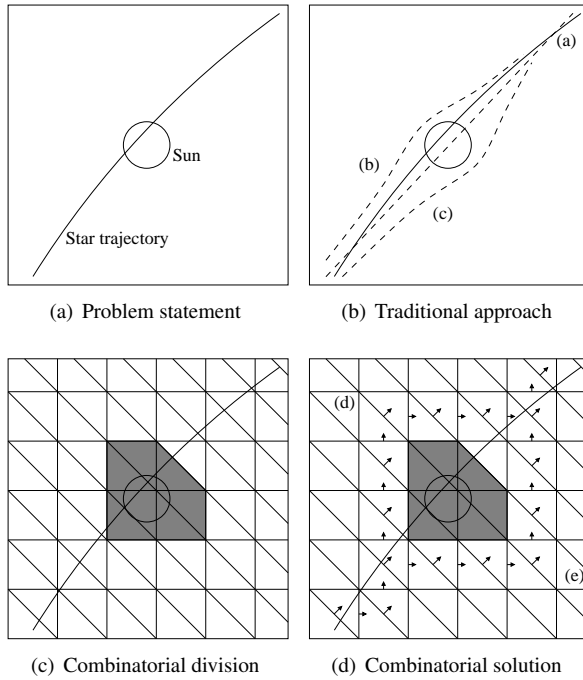 Sun
Star trajectory
(a) Problem statement
(a)
(b)
(c)
(b) Traditional approach
(c) Combinatorial division
(d)
(e)
(d) Combinatorial solution